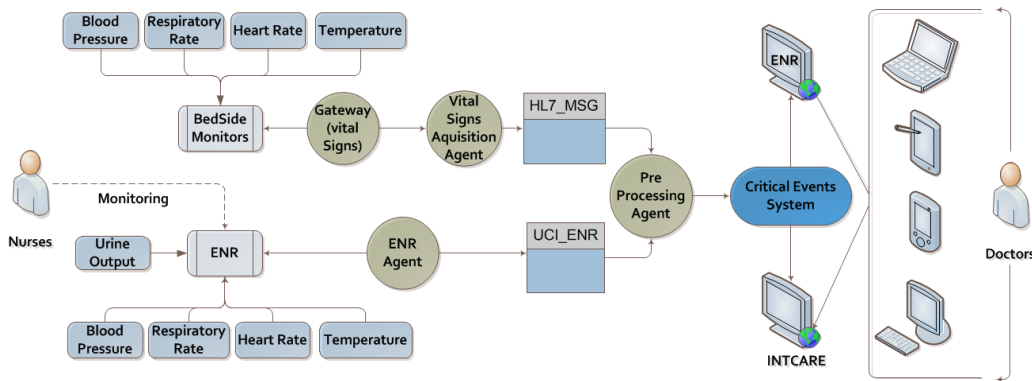 Blood
Pressure
Respiratory
Rate
Heart Rate
Temperature
BedSide
Monitors
Gateway
(vital
Signs)
Vital
Signs
Aquisition
Agent
HL7_MSG
ENR
Nurses
Monitoring
Pre
Processing
Agent
Critical Events
System
Doctors
Urine
Output
ENR
ENR
Agent
UCI_ENR
Blood
Pressure
Respiratory
Rate
Heart Rate
Temperature
INTCARE